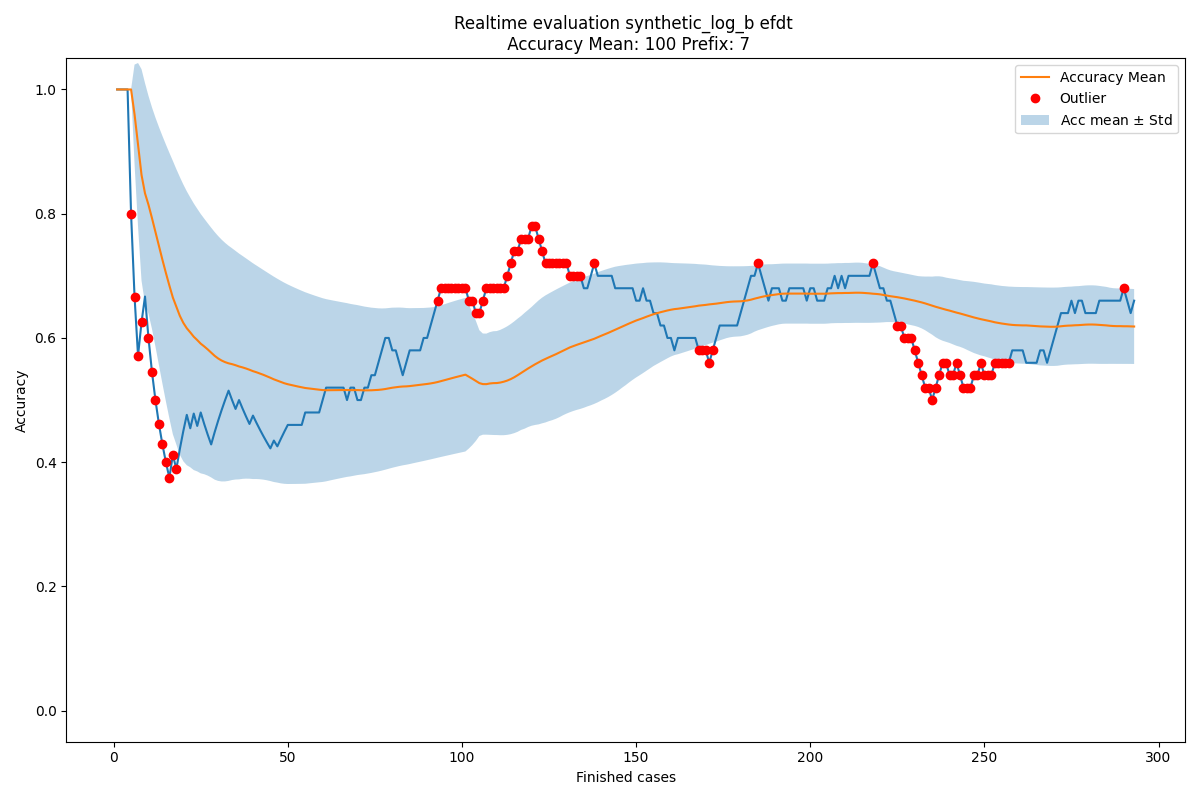 Realtime evaluation synthetic_log_b efdt
Accuracy Mean: 100 Prefix: 7
Accuracy Mean
Outlier
Acc mean ± Std
1.0
0.8
0.6
0.4
0.2
0.0
Accuracy
0 50 100 150 200 250 300
Finished cases